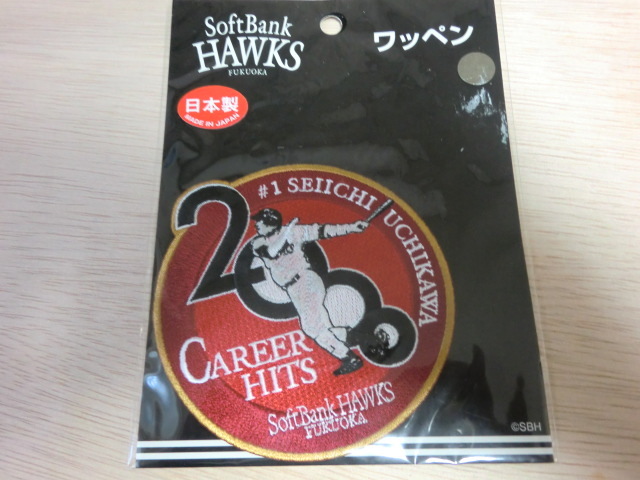 SoftBank
HAWKS
FUKUOKA
ワッペン
日本製
MADE IN JAPAN
#1 SEIICHI UCHIKAWA
2000
CAREER
HITS
SoftBank HAWKS
FUKUOKA
©SBH